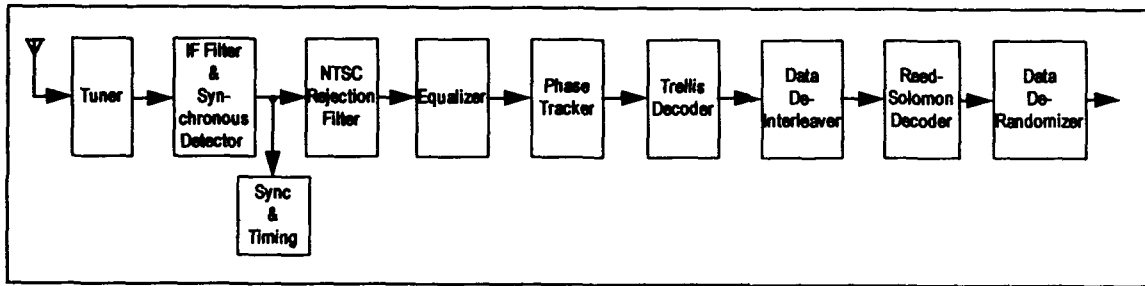 Tuner
IF Filter
&
Syn-
chronous
Detector
NTSC
Rejection
Filter
Equalizer
Phase
Tracker
Trellis
Decoder
Data
De-
Interleaver
Reed-
Solomon
Decoder
Data
De-
Randomizer
Sync
&
Timing